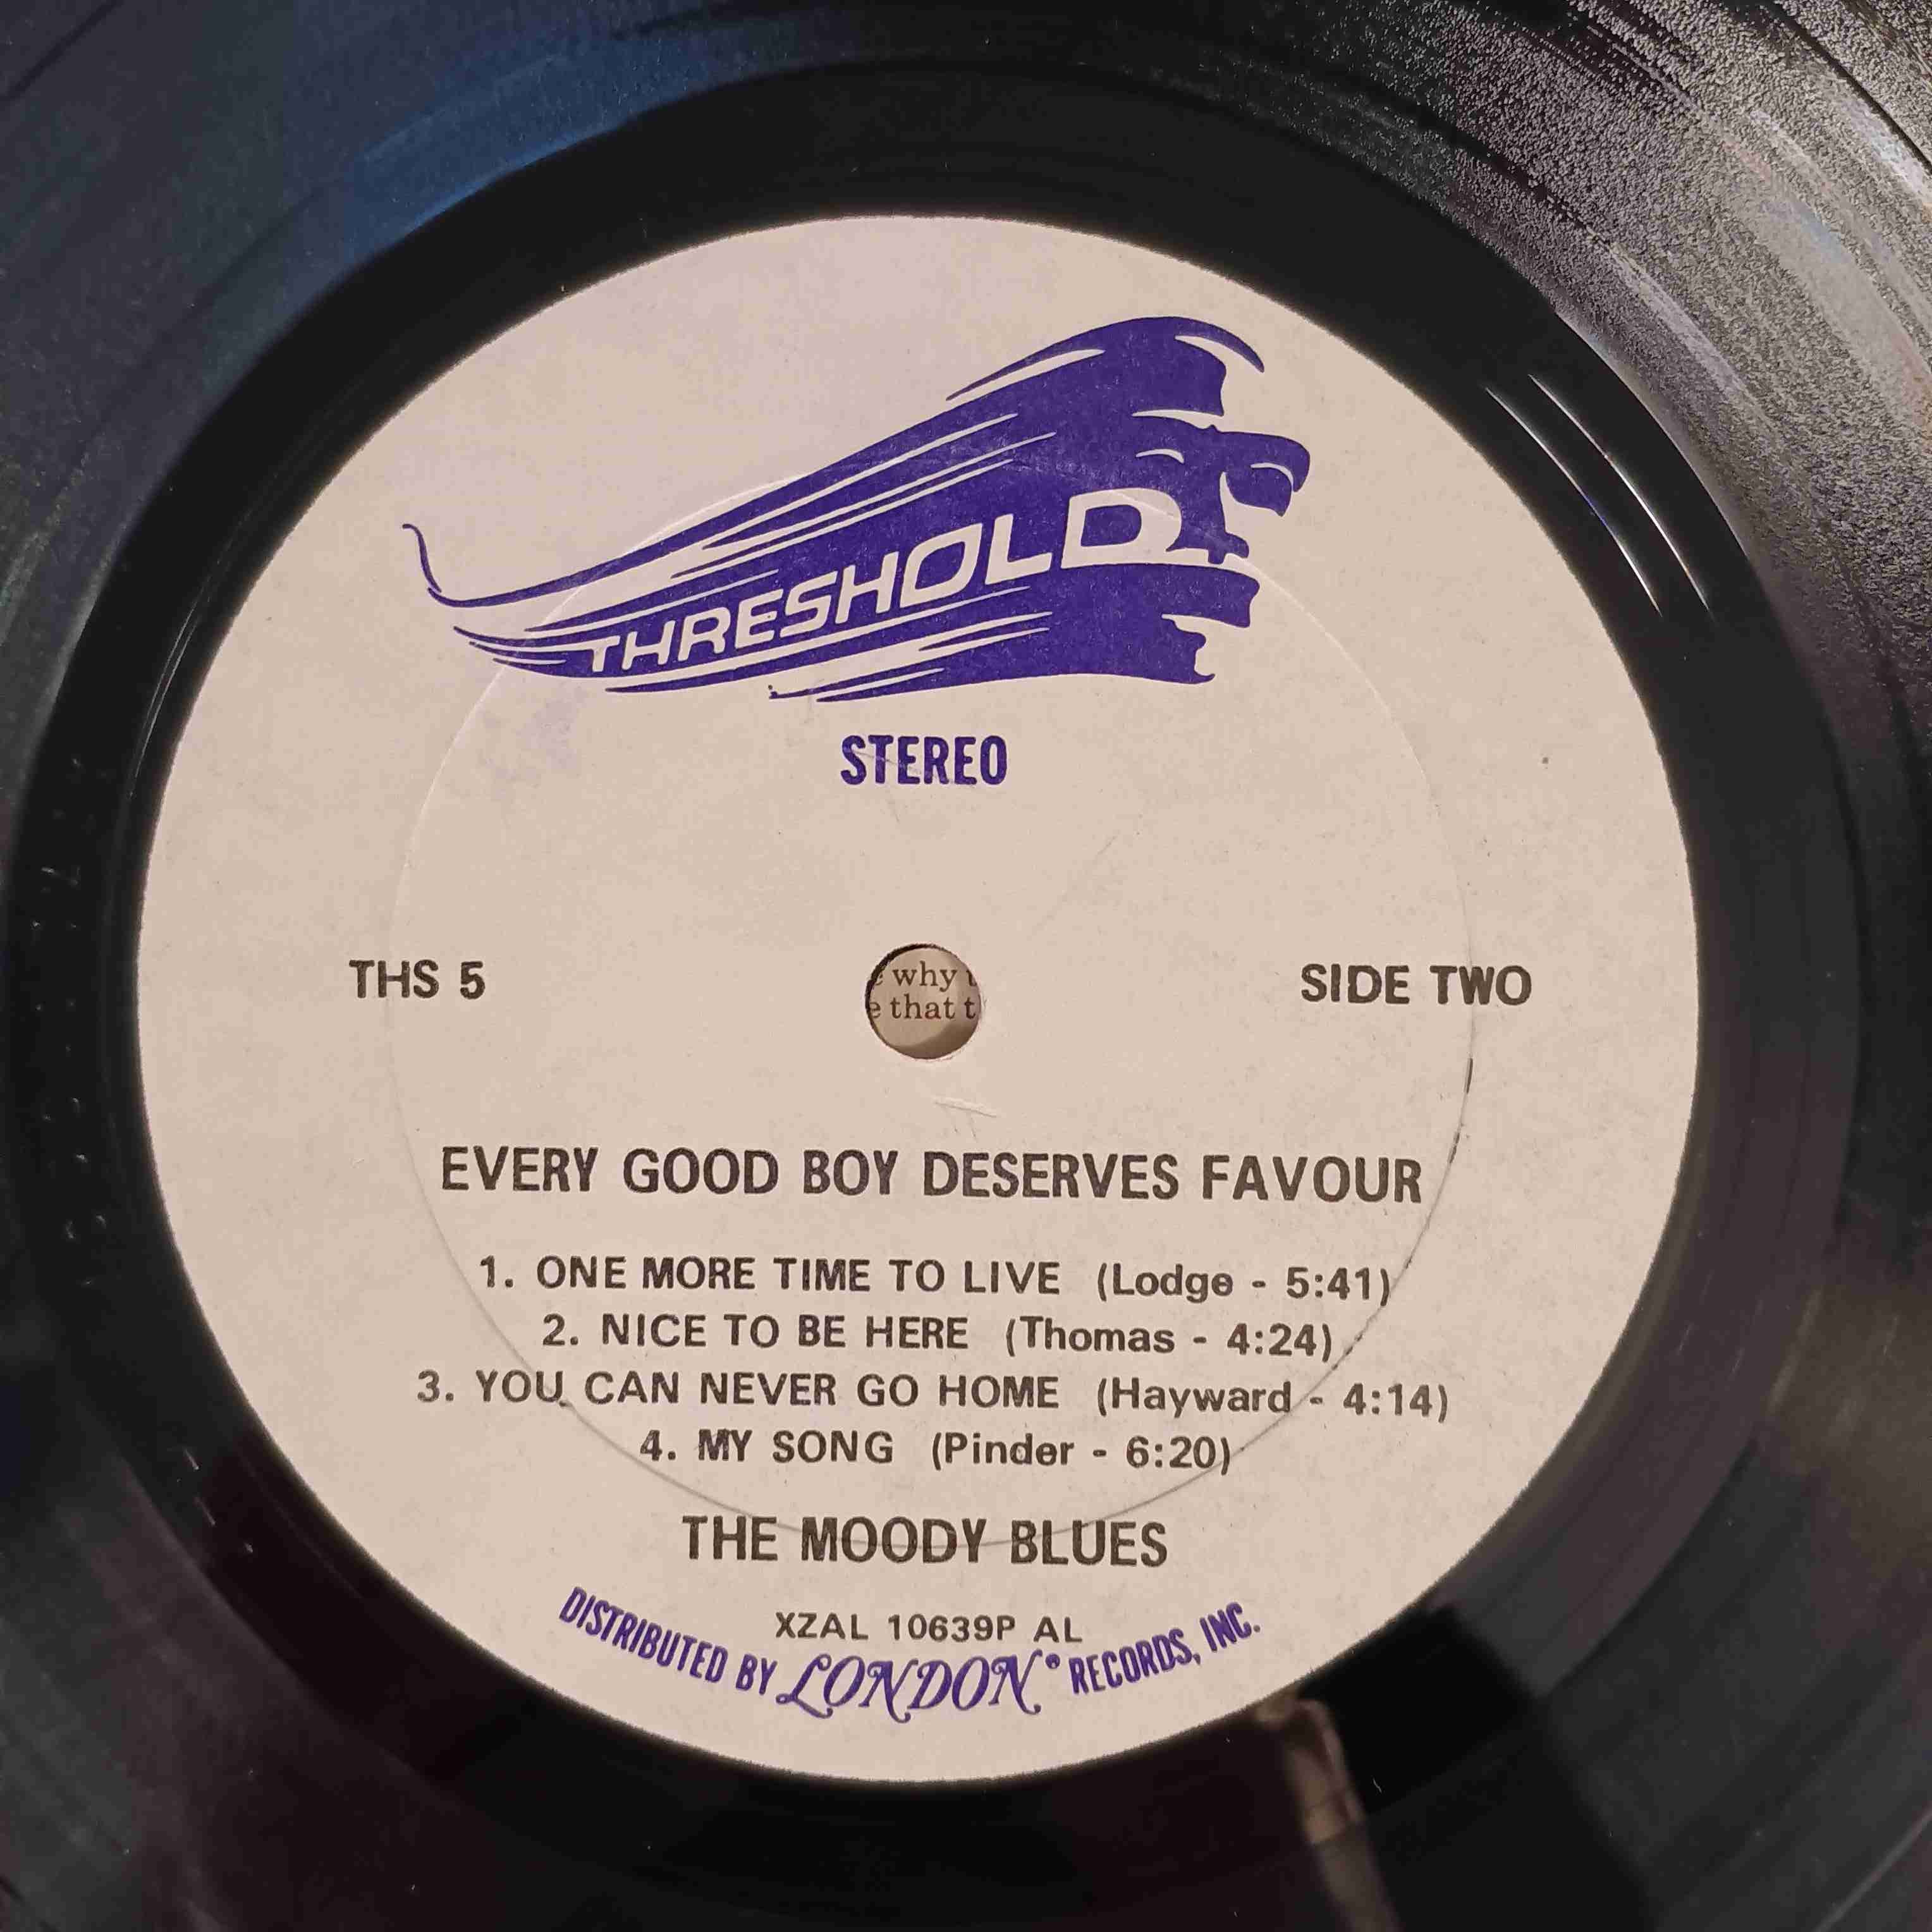 THRESHOLD
STEREO
THS 5
why
that t
SIDE TWO
EVERY GOOD BOY DESERVES FAVOUR
1. ONE MORE TIME TO LIVE (Lodge - 5:41)
2. NICE TO BE HERE (Thomas - 4:24)
3. YOU CAN NEVER GO HOME (Hayward - 4:14)
4. MY SONG (Pinder - 6:20)
THE MOODY BLUES
XZAL 10639P AL
DISTRIBUTED BY LONDON® RECORDS, INC.